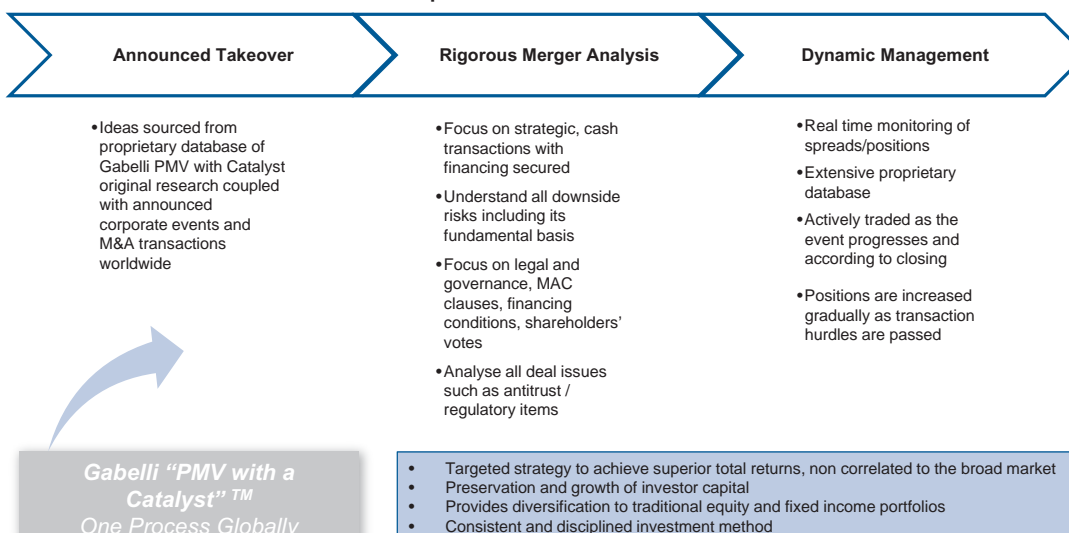 Announced Takeover
Rigorous Merger Analysis
Dynamic Management
•Ideas sourced from
proprietary database of
Gabelli PMV with Catalyst
original research coupled
with announced
corporate events and
M&A transactions
worldwide
•Focus on strategic, cash
transactions with
financing secured
•Understand all downside
risks including its
fundamental basis
•Focus on legal and
governance, MAC
clauses, financing
conditions, shareholders’
votes
•Analyse all deal issues
such as antitrust /
regulatory items
•Real time monitoring of
spreads/positions
•Extensive proprietary
database
•Actively traded as the
event progresses and
according to closing
•Positions are increased
gradually as transaction
hurdles are passed
Gabelli “PMV with a
Catalyst” TM
One Process Globally
• Targeted strategy to achieve superior total returns, non correlated to the broad market
• Preservation and growth of investor capital
• Provides diversification to traditional equity and fixed income portfolios
• Consistent and disciplined investment method